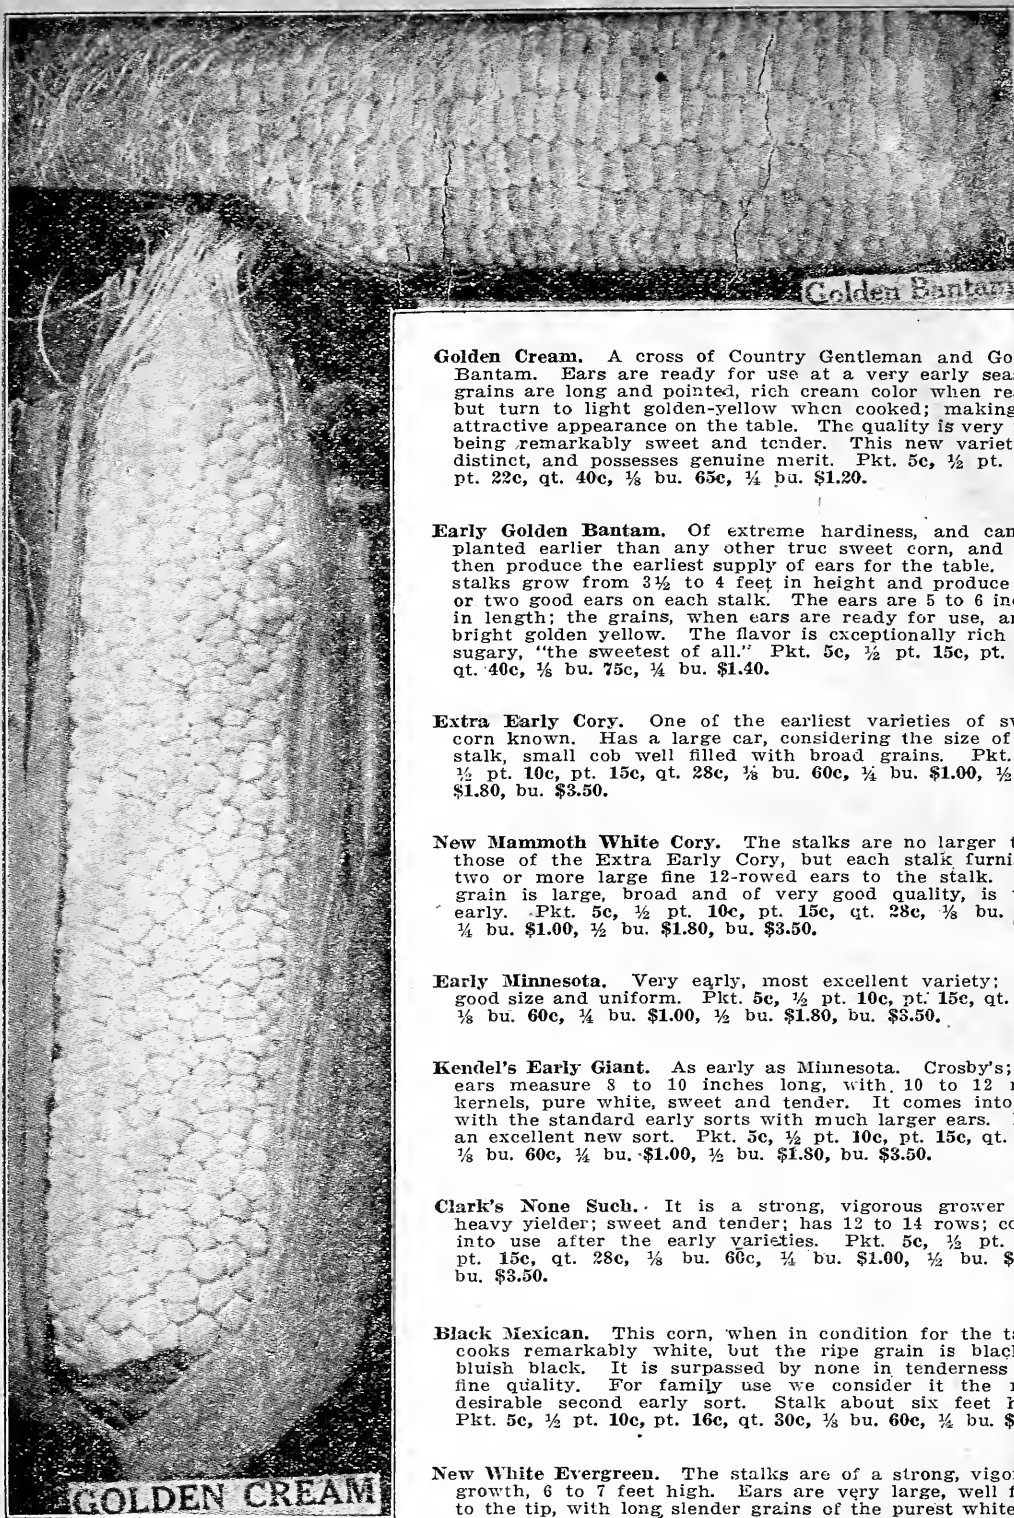 Golden Bantam
Golden Cream. A cross of Country Gentleman and Go
Bantam. Ears are ready for use at a very early sea
grains are long and pointed, rich cream color when re
but turn to light golden-yellow when cooked; making
attractive appearance on the table. The quality is very
being remarkably sweet and tender. This new variet
distinct, and possesses genuine merit. Pkt. 5c, ½ pt.
pt. 22c, qt. 40c, ⅛ bu. 65c, ¼ bu. $1.20.
Early Golden Bantam. Of extreme hardiness, and can
planted earlier than any other true sweet corn, and
then produce the earliest supply of ears for the table.
stalks grow from 3½ to 4 feet in height and produce
or two good ears on each stalk. The ears are 5 to 6 in
in length; the grains, when ears are ready for use, a
bright golden yellow. The flavor is exceptionally rich
sugary, "the sweetest of all." Pkt. 5c, ½ pt. 15c, pt.
qt. 40c, ⅛ bu. 75c, ¼ bu. $1.40.
Extra Early Cory. One of the earliest varieties of s
corn known. Has a large car, considering the size of
stalk, small cob well filled with broad grains. Pkt.
½ pt. 10c, pt. 15c, qt. 28c, ⅛ bu. 60c, ¼ bu. $1.00, ½
$1.80, bu. $3.50.
New Mammoth White Cory. The stalks are no larger t
those of the Extra Early Cory, but each stalk furni
two or more large fine 12-rowed ears to the stalk.
grain is large, broad and of very good quality, is
early. Pkt. 5c, ½ pt. 10c, pt. 15c, qt. 28c, ⅛ bu.
¼ bu. $1.00, ½ bu. $1.80, bu. $3.50.
Early Minnesota. Very early, most excellent variety;
good size and uniform. Pkt. 5c, ½ pt. 10c, pt. 15c, qt.
⅛ bu. 60c, ¼ bu. $1.00, ½ bu. $1.80, bu. $3.50.
Kendel's Early Giant. As early as Minnesota. Crosby's;
ears measure 8 to 10 inches long, with. 10 to 12
kernels, pure white, sweet and tender. It comes into
with the standard early sorts with much larger ears.
an excellent new sort. Pkt. 5c, ½ pt. 10c, pt. 15c, qt.
⅛ bu. 60c, ¼ bu. $1.00, ½ bu. $1.80, bu. $3.50.
Clark's None Such. It is a strong, vigorous grower
heavy yielder; sweet and tender; has 12 to 14 rows; co
into use after the early varieties. Pkt. 5c, ½ pt.
pt. 15c, qt. 28c, ⅛ bu. 60c, ¼ bu. $1.00, ½ bu. $
bu. $3.50.
Black Mexican. This corn, when in condition for the t
cooks remarkably white, but the ripe grain is blac
bluish black. It is surpassed by none in tenderness
fine quality. For family use we consider it the
desirable second early sort. Stalk about six feet
Pkt. 5c, ½ pt. 10c, pt. 16c, qt. 30c, ⅛ bu. 60c, ¼ bu. $
New White Evergreen. The stalks are of a strong, vigo
growth, 6 to 7 feet high. Ears are very large, well
to the tip, with long slender grains of the purest white
GOLDEN CREAM